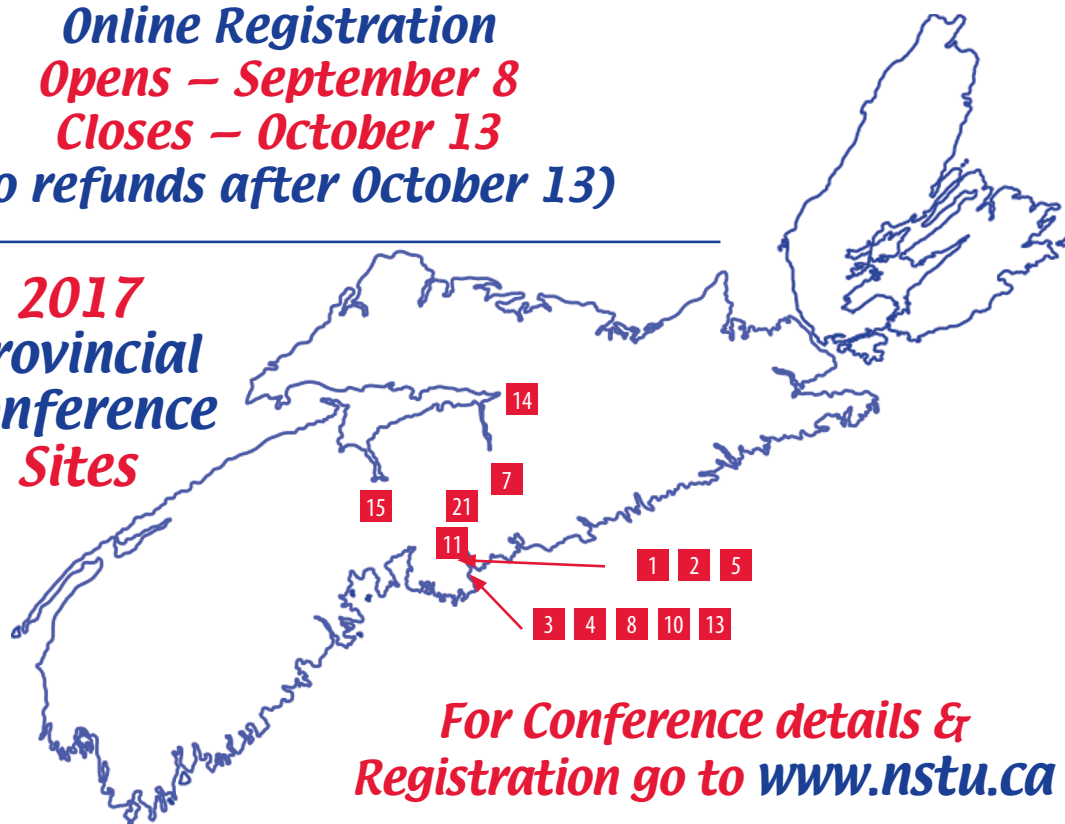 Online Registration
Opens – September 8
Closes – October 13
o refunds after October 13)
2017
rovincial
nference
Sites
14
7
15
21
11
1 2 5
3 4 8 10 13
For Conference details &
Registration go to www.nstu.ca